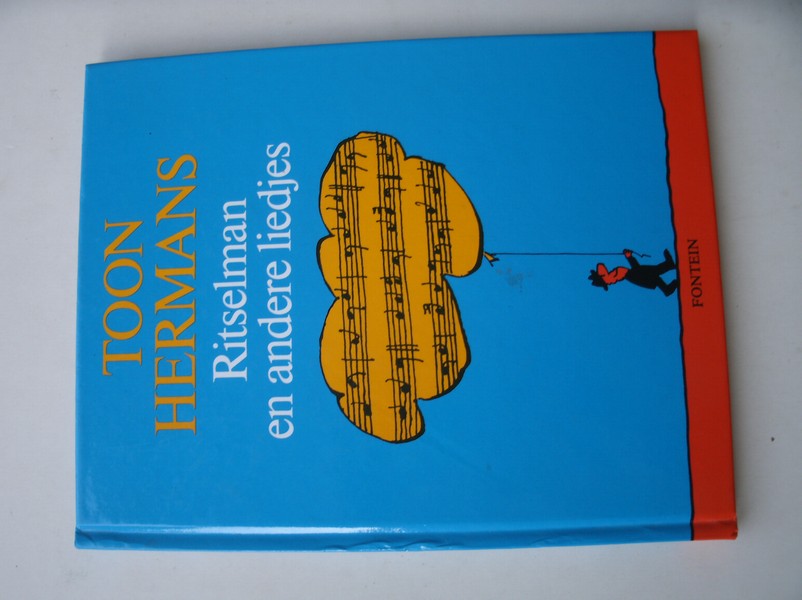 TOON
HERMANS
Ritselman
en andere liedjes
FONTEIN